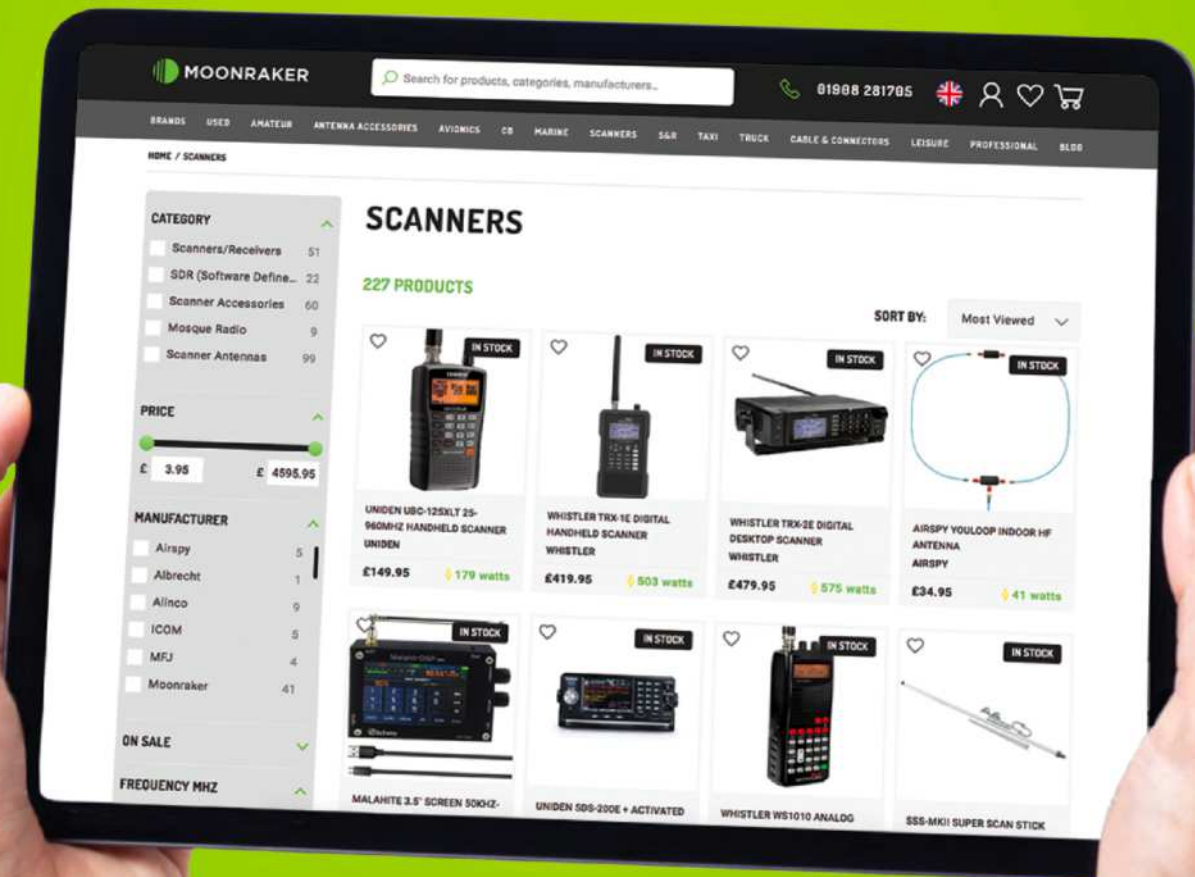 MOONRAKER
Search for products, categories, manufacturers...
01908 281705
BRANDS USED AMATEUR ANTENNA ACCESSORIES AVIONICS CB MARINE SCANNERS S&R TAXI TRUCK CABLE & CONNECTORS LEISURE PROFESSIONAL BLOG
HOME / SCANNERS
CATEGORY
Scanners/Receivers 51
SDR (Software Define... 22
Scanner Accessories 60
Mosque Radio 9
Scanner Antennas 99
PRICE
£ 3.95 £ 4595.95
MANUFACTURER
Airspy 5
Albrecht 1
Alinco 9
ICOM 5
MFJ 4
Moonraker 41
ON SALE
FREQUENCY MHZ
SCANNERS
227 PRODUCTS
SORT BY: Most Viewed
IN STOCK
UNIDEN UBC-125XLT 25-
960MHZ HANDHELD SCANNER
UNIDEN
£149.95 179 watts
IN STOCK
WHISTLER TRX-1E DIGITAL
HANDHELD SCANNER
WHISTLER
£419.95 503 watts
IN STOCK
WHISTLER TRX-2E DIGITAL
DESKTOP SCANNER
WHISTLER
£479.95 575 watts
IN STOCK
AIRSPY YOULOOP INDOOR HF
ANTENNA
AIRSPY
£34.95 41 watts
IN STOCK
MALAHITE 3.5" SCREEN 50KHZ-
IN STOCK
UNIDEN SDS-200E + ACTIVATED
IN STOCK
WHISTLER WS1010 ANALOG
IN STOCK
SSS-MKII SUPER SCAN STICK